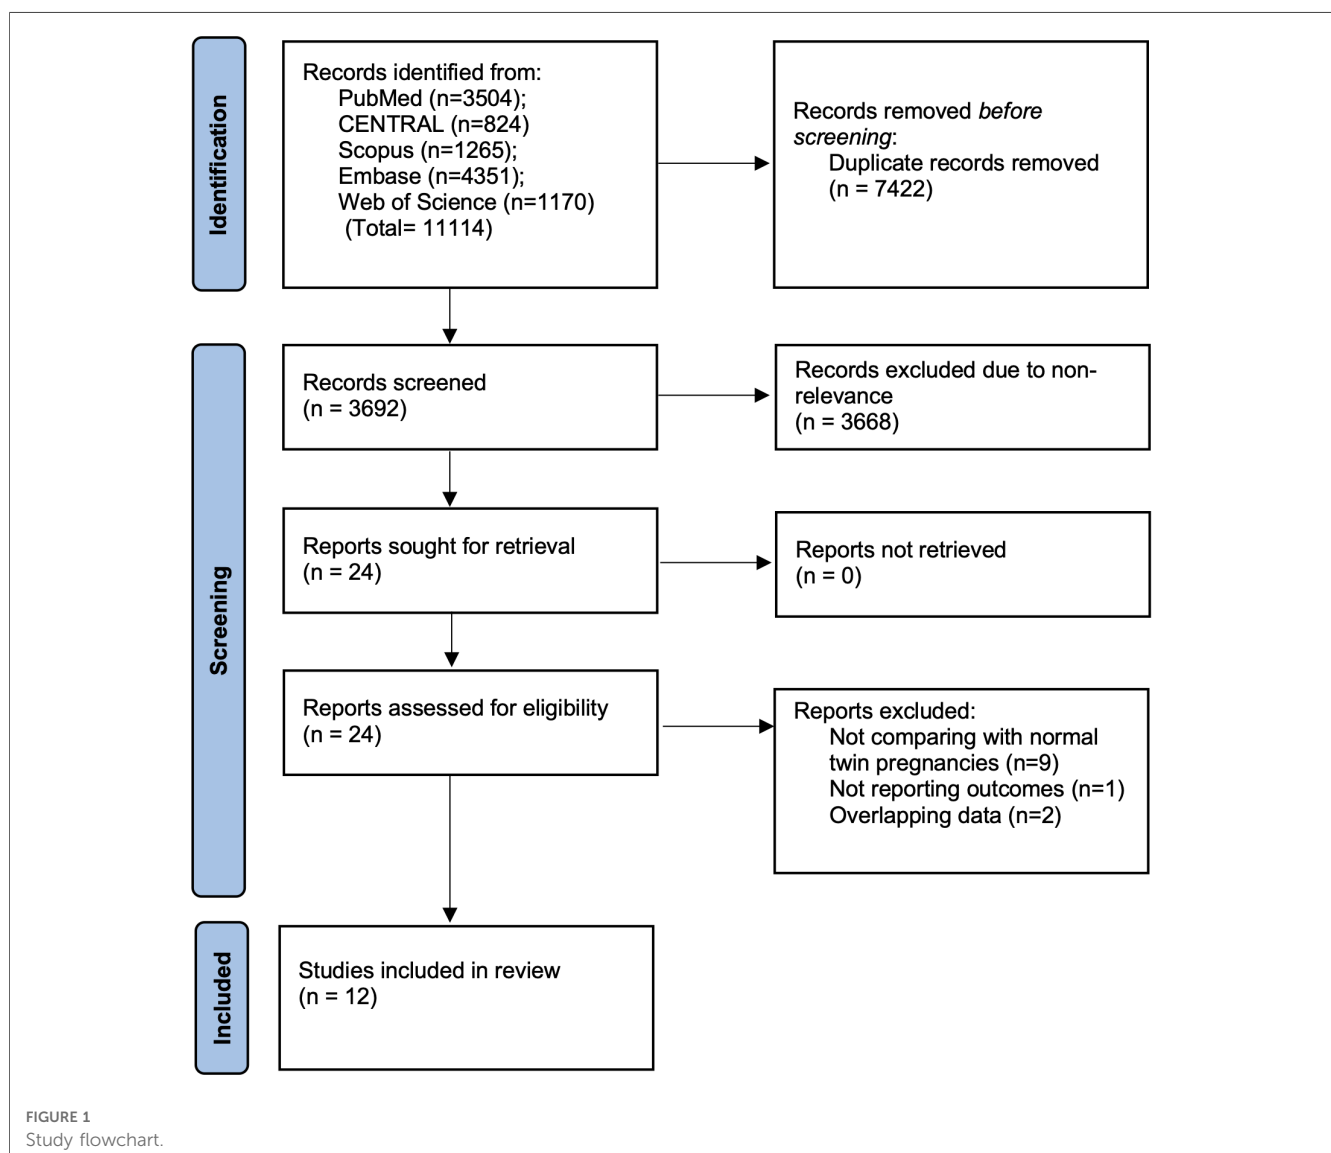 Identification
Records identified from:
PubMed (n=3504);
CENTRAL (n=824)
Scopus (n=1265);
Embase (n=4351);
Web of Science (n=1170)
(Total= 11114)
Records removed before
screening:
Duplicate records removed
(n = 7422)
Screening
Records screened
(n = 3692)
Records excluded due to non-
relevance
(n = 3668)
Reports sought for retrieval
(n = 24)
Reports not retrieved
(n = 0)
Reports assessed for eligibility
(n = 24)
Reports excluded:
Not comparing with normal
twin pregnancies (n=9)
Not reporting outcomes (n=1)
Overlapping data (n=2)
Included
Studies included in review
(n = 12)
FIGURE 1
Study flowchart.